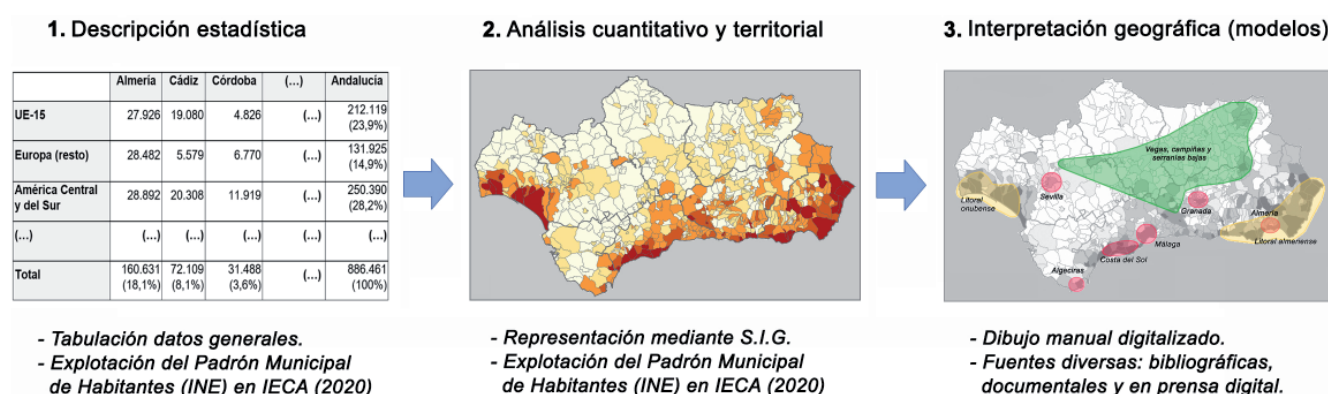 1. Descripción estadística
Almería Cádiz Córdoba (...) Andalucía
UE-15 27.926 19.080 4.826 (...) 212.119
(23,9%)
Europa (resto) 28.482 5.579 6.770 (...) 131.925
(14,9%)
América Central
y del Sur 28.892 20.308 11.919 (...) 250.390
(28,2%)
(...) (...) (...) (...) (...) (...)
Total 160.631 72.109 31.488 (...) 886.461
(18,1%) (8,1%) (3,6%) (100%)
- Tabulación datos generales.
- Explotación del Padrón Municipal
de Habitantes (INE) en IECA (2020)
2. Análisis cuantitativo y territorial
- Representación mediante S.I.G.
- Explotación del Padrón Municipal
de Habitantes (INE) en IECA (2020)
3. Interpretación geográfica (modelos)
Vegas, campiñas y
serranías bajas
Litoral
onubense
Sevilla
Granada
Almería
Litoral almeriense
Málaga
Costa del Sol
Algeciras
- Dibujo manual digitalizado.
- Fuentes diversas: bibliográficas,
documentales y en prensa digital.